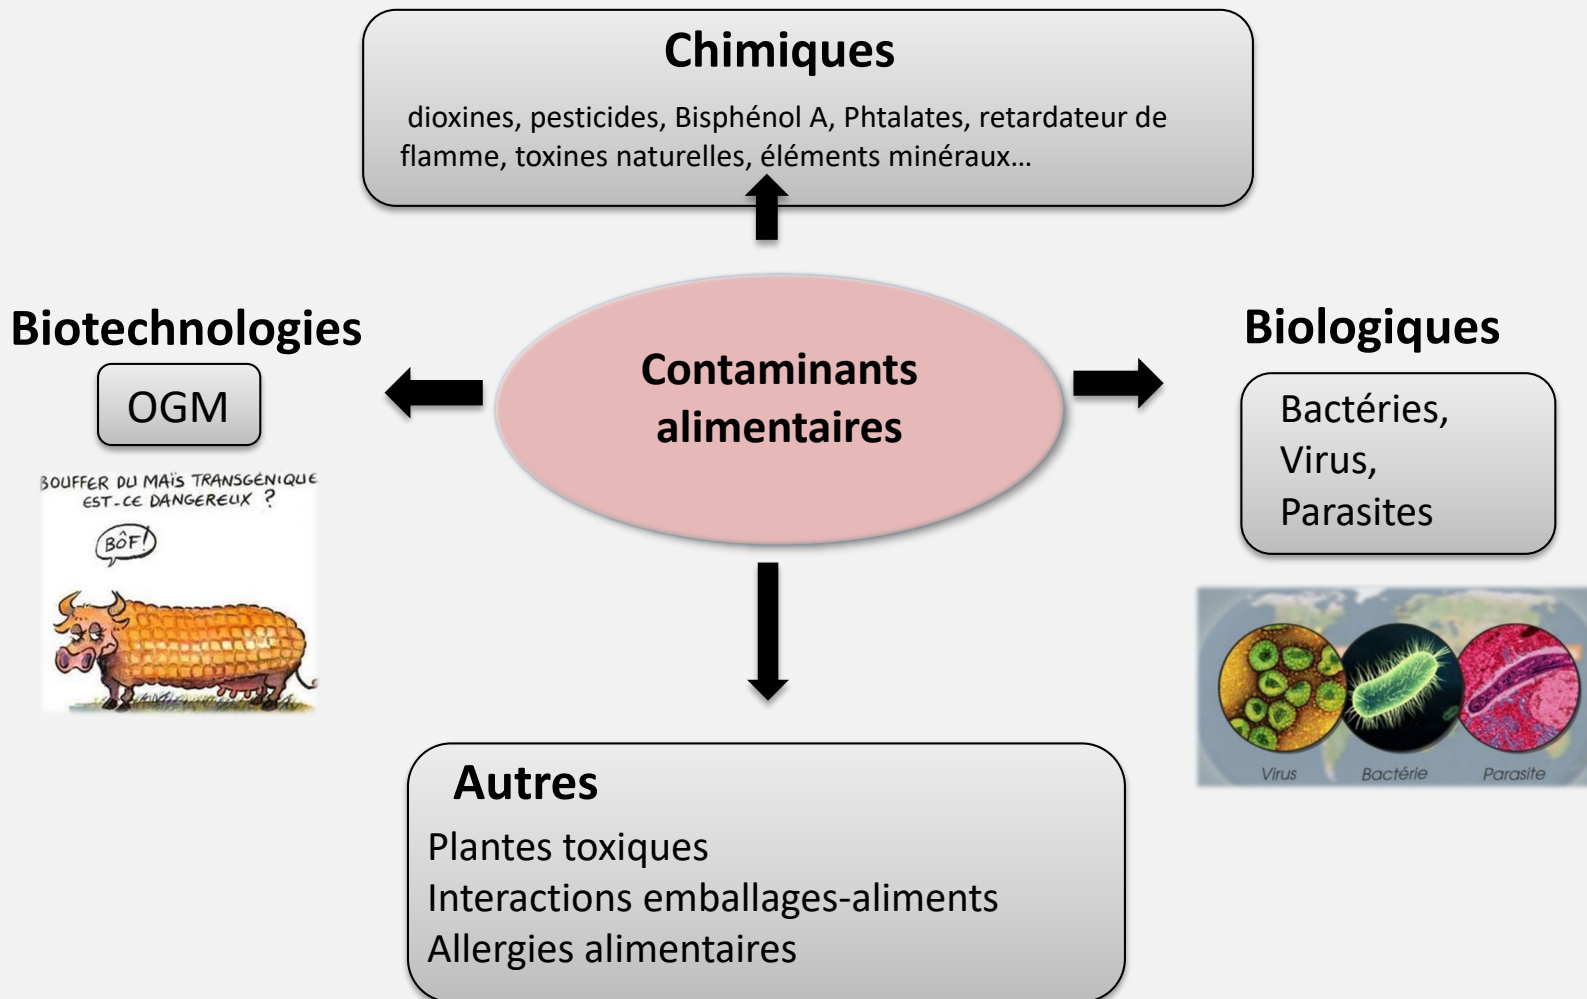 Chimiques
dioxines, pesticides, Bisphénol A, Phtalates, retardateur de
flamme, toxines naturelles, éléments minéraux...
Biotechnologies
OGM
BOUFFER DU MAÏS TRANSGÉNIQUE
EST-CE DANGEREUX ?
BÔF!
Contaminants
alimentaires
Biologiques
Bactéries,
Virus,
Parasites
Virus
Bactérie
Parasite
Autres
Plantes toxiques
Interactions emballages-aliments
Allergies alimentaires